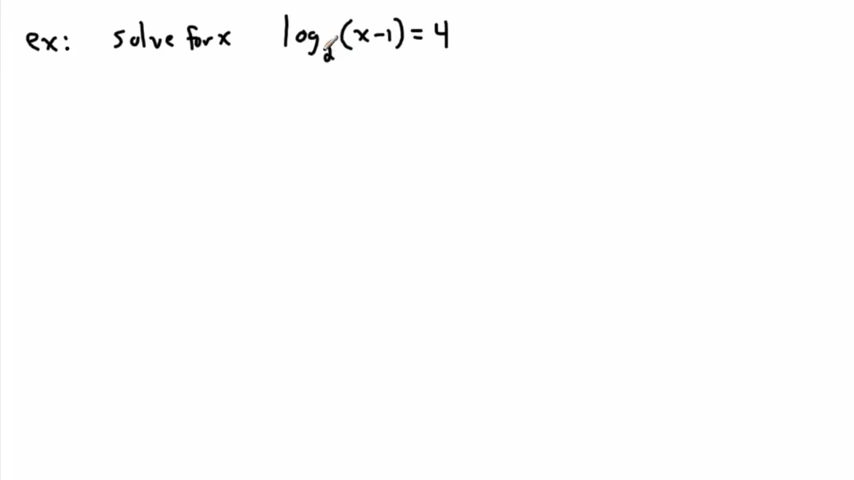 ex: solve for x log₂(x-1) = 4